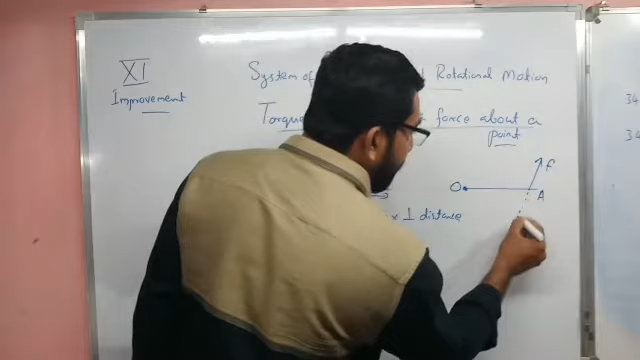 XI
Improvement
System of Rotational Motion
Torque force about a
point
F
O
A
x ⊥ distance
34
34